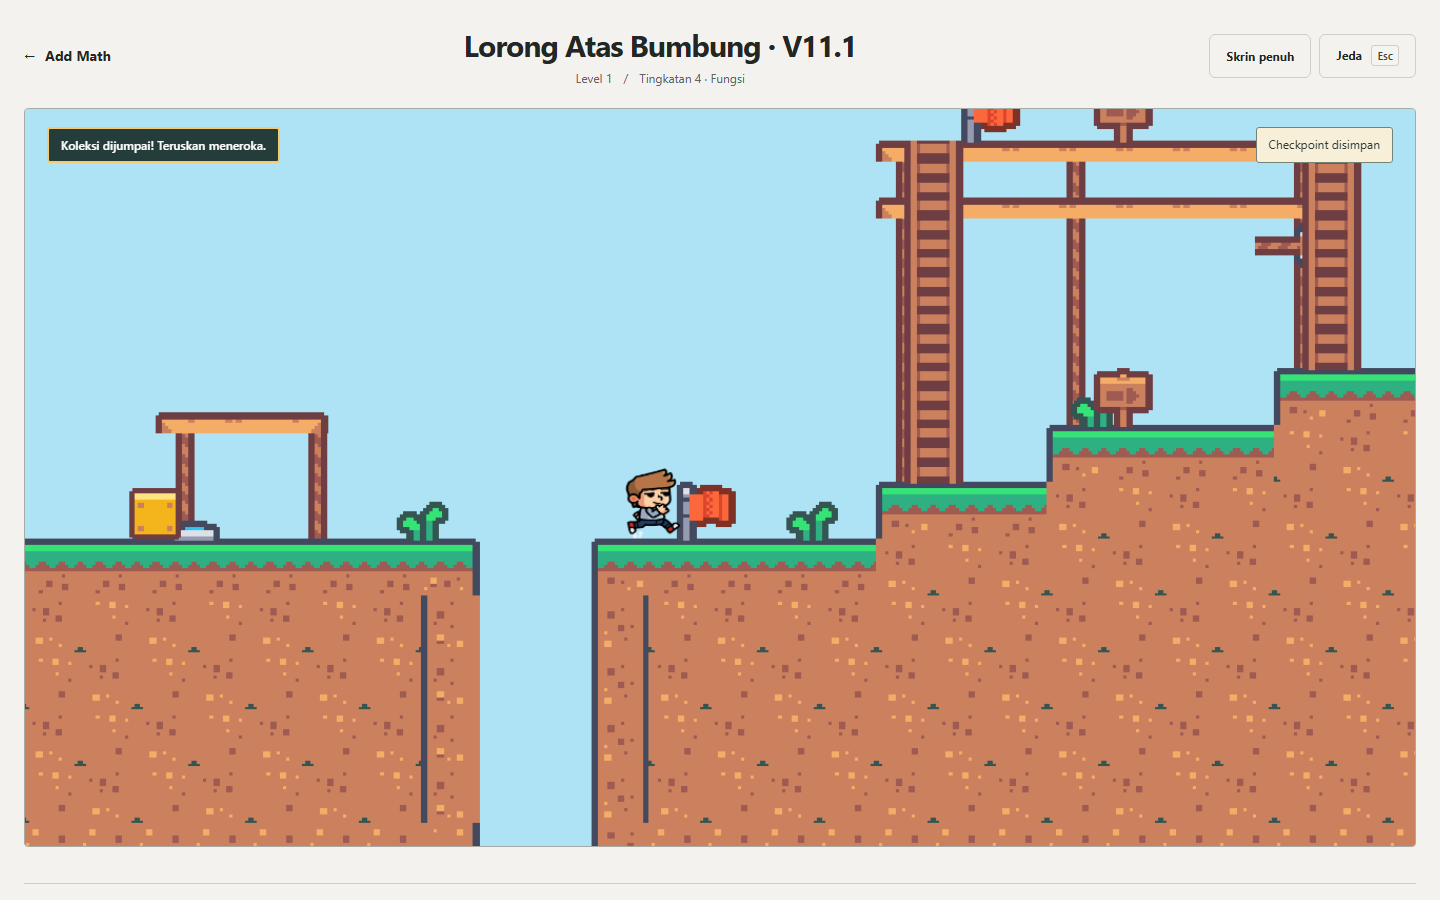 ← Add Math
Lorong Atas Bumbung · V11.1
Level 1 / Tingkatan 4 · Fungsi
Skrin penuh
Jeda Esc
Koleksi dijumpai! Teruskan meneroka.
Checkpoint disimpan